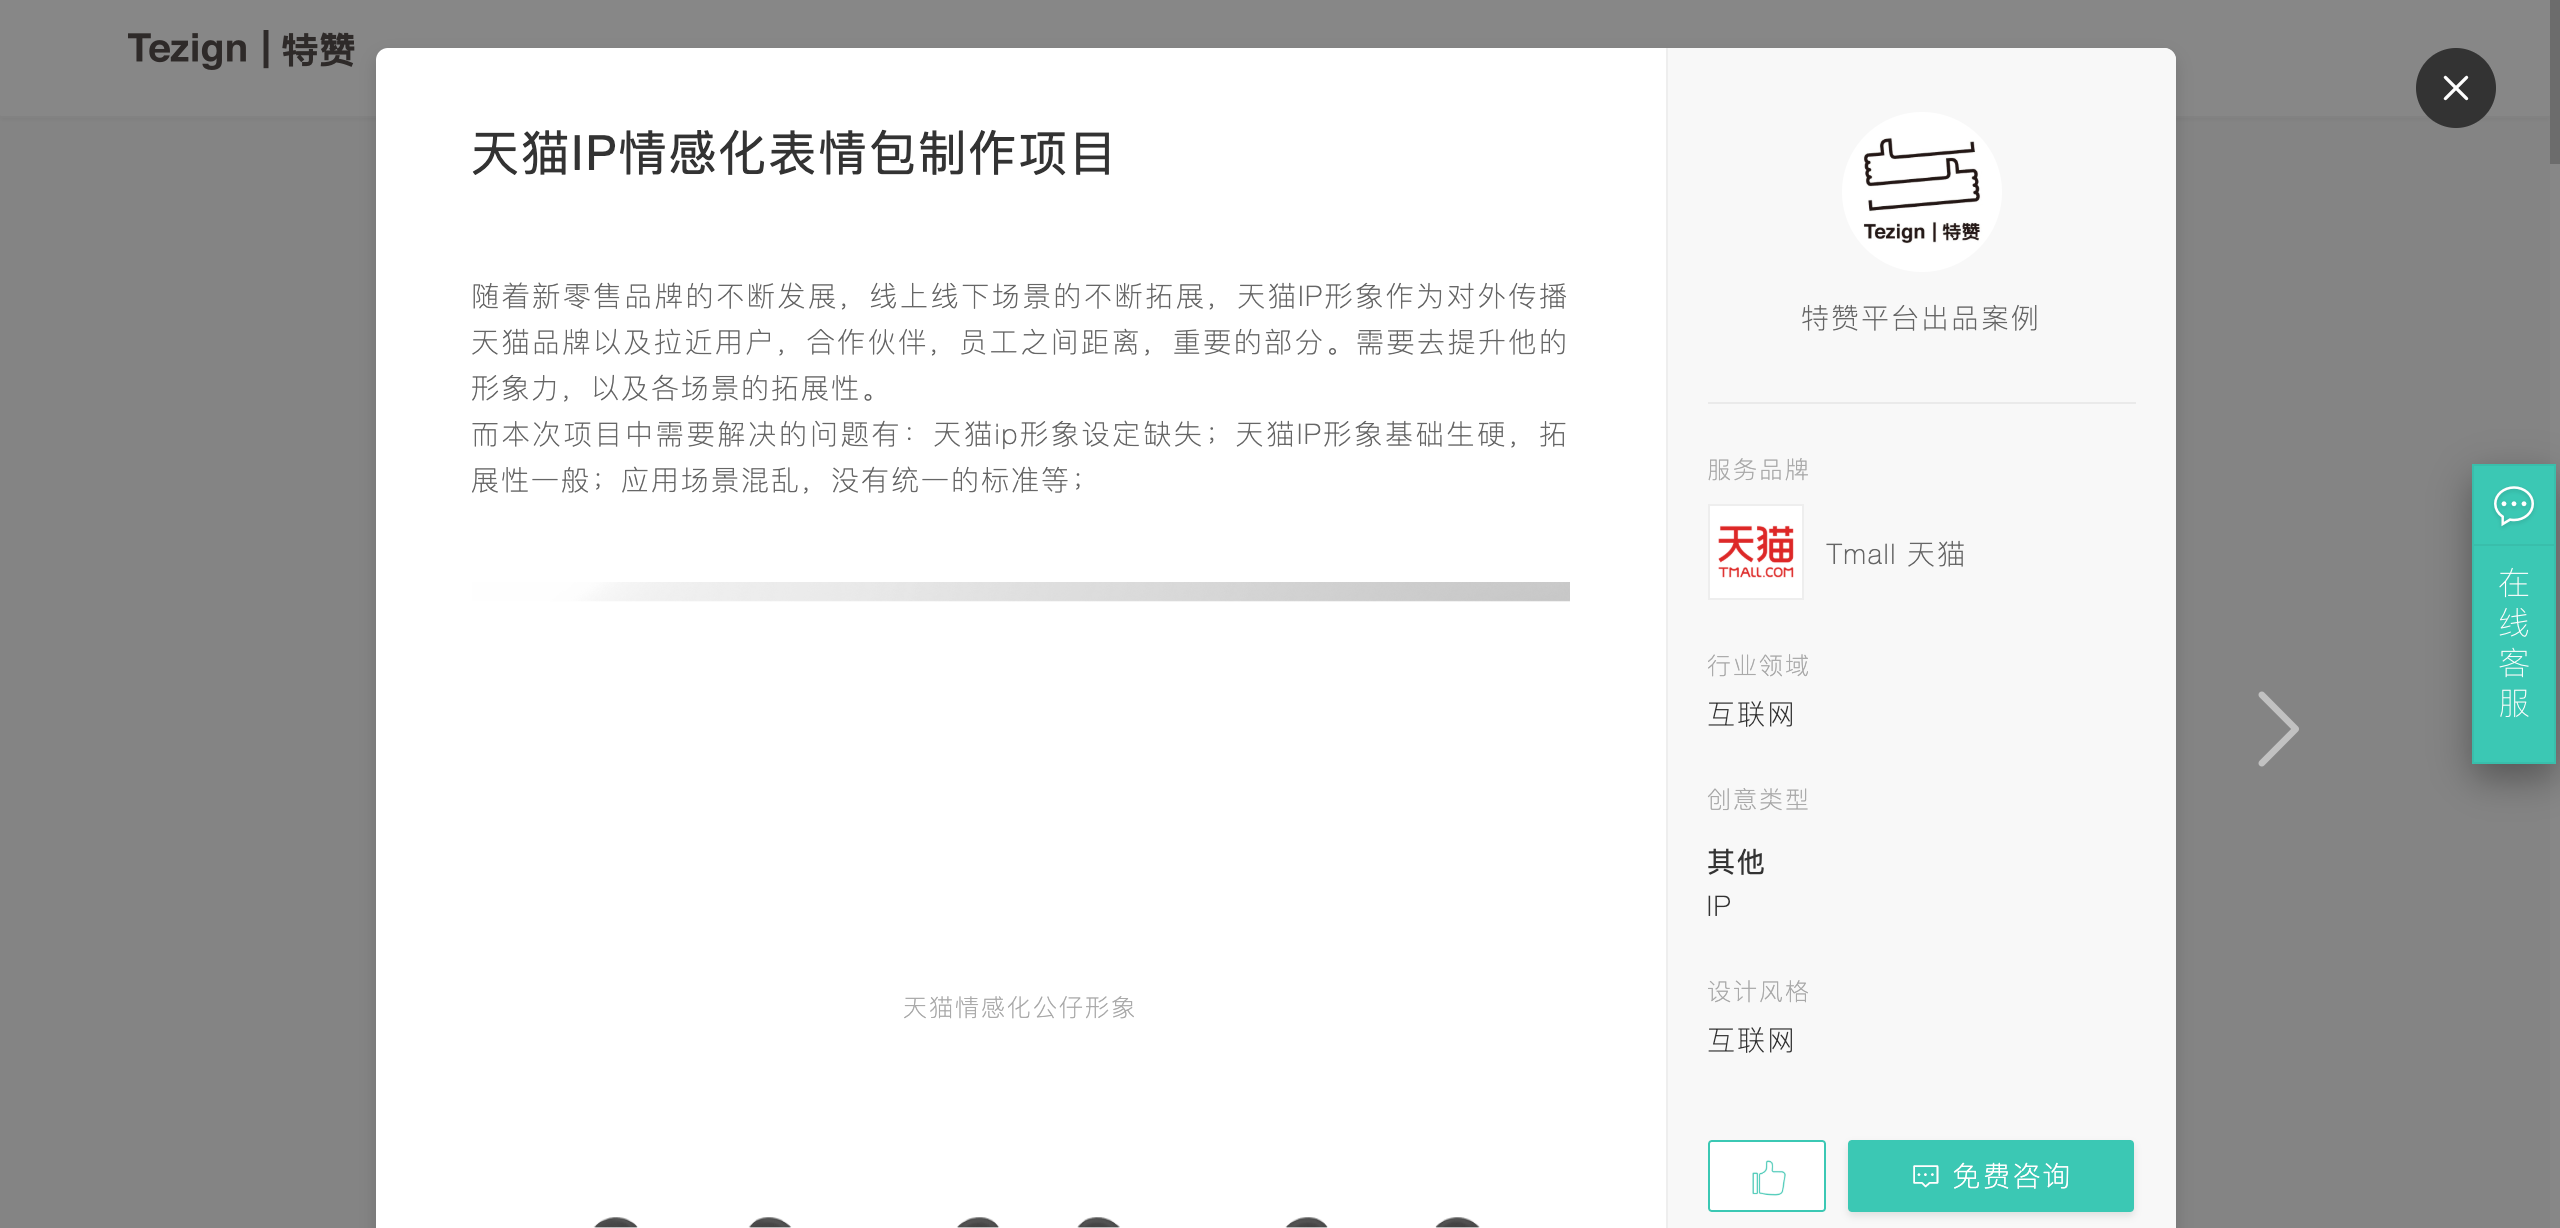 Tezign | 特赞
天猫IP情感化表情包制作项目
随着新零售品牌的不断发展，线上线下场景的不断拓展，天猫IP形象作为对外传播
天猫品牌以及拉近用户，合作伙伴，员工之间距离，重要的部分。需要去提升他的
形象力，以及各场景的拓展性。
而本次项目中需要解决的问题有：天猫ip形象设定缺失；天猫IP形象基础生硬，拓
展性一般；应用场景混乱，没有统一的标准等；
天猫情感化公仔形象
Tezign | 特赞
特赞平台出品案例
服务品牌
天猫
TMALL.COM
Tmall 天猫
行业领域
互联网
创意类型
其他
IP
设计风格
互联网
免费咨询
在线客服